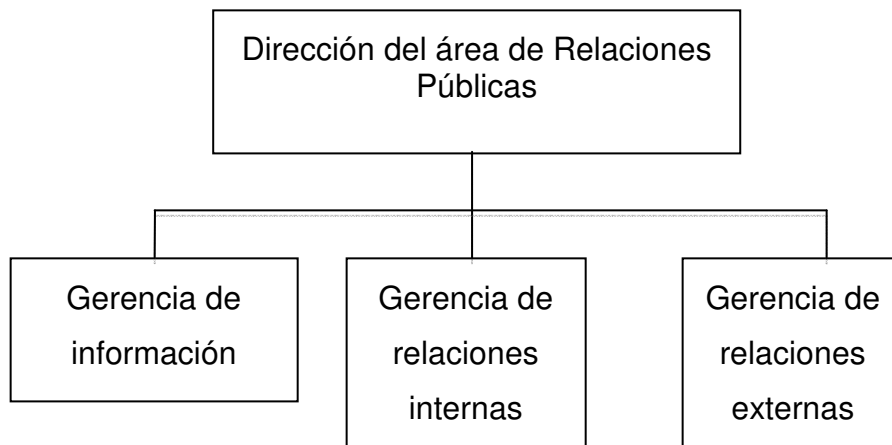 Dirección del área de Relaciones
Públicas
Gerencia de
información
Gerencia de
relaciones
internas
Gerencia de
relaciones
externas